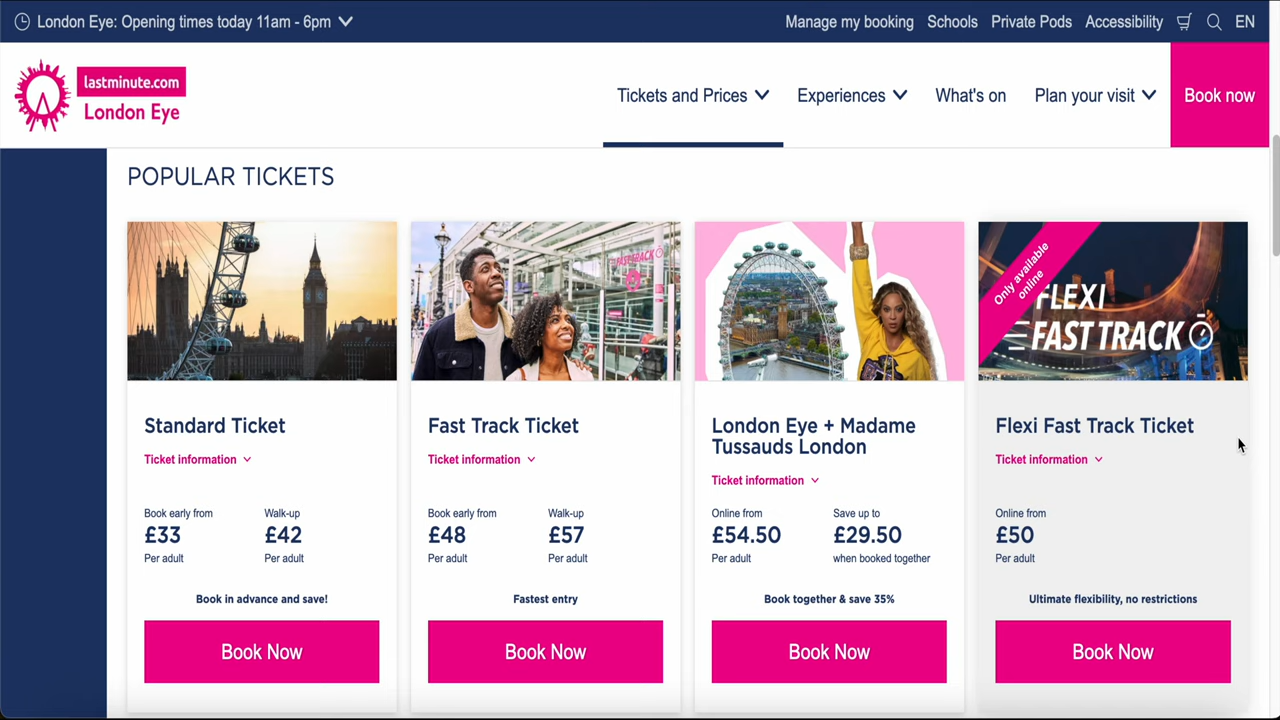 London Eye: Opening times today 11am - 6pm
Manage my booking
Schools
Private Pods
Accessibility
EN
lastminute.com
London Eye
Tickets and Prices
Experiences
What's on
Plan your visit
Book now
POPULAR TICKETS
FAST TRACK
Only available
online
FLEXI
FAST TRACK
Standard Ticket
Ticket information
Book early from
Walk-up
£33
£42
Per adult
Per adult
Book in advance and save!
Book Now
Fast Track Ticket
Ticket information
Book early from
Walk-up
£48
£57
Per adult
Per adult
Fastest entry
Book Now
London Eye + Madame
Tussauds London
Ticket information
Online from
Save up to
£54.50
£29.50
Per adult
when booked together
Book together & save 35%
Book Now
Flexi Fast Track Ticket
Ticket information
Online from
£50
Per adult
Ultimate flexibility, no restrictions
Book Now